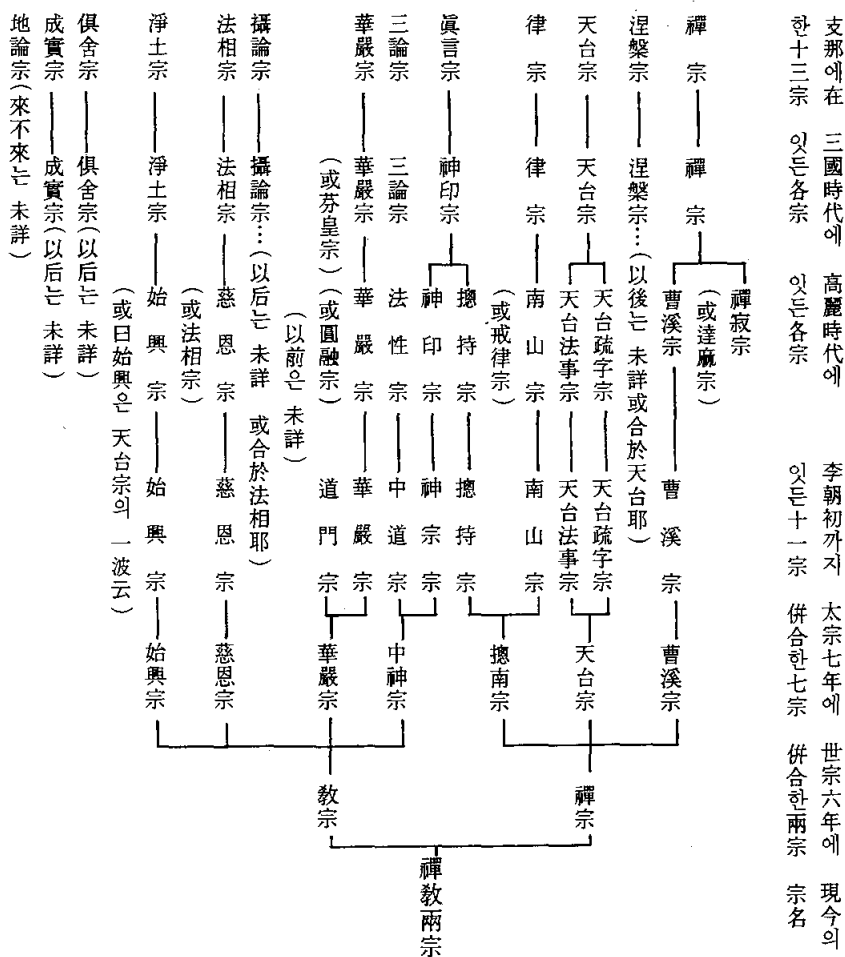 支那에在 三國時代에 高麗時代에 李朝初까지 太宗七年에 世宗六年에 現今의
한十三宗 잇든各宗 잇든各宗 잇든十一宗 倂合한七宗 倂合한兩宗 宗名
禪寂宗
(或達麻宗)
禪宗 禪宗
曹溪宗 曹溪宗 曹溪宗
涅槃宗 涅槃宗…(以後는 未詳或合於天台耶)
天台疏字宗 天台疏字宗
天台宗 天台宗 天台宗 禪宗
天台法事宗 天台法事宗
律宗 律宗 南山宗 南山宗
(或戒律宗) 摠南宗
摠持宗 摠持宗
眞言宗 神印宗
神印宗 神宗宗 禪敎兩宗
三論宗 三論宗 法性宗 中道宗 中神宗
華嚴宗 華嚴宗 華嚴宗 華嚴宗
(或芬皇宗)(或圓融宗) 道門宗 華嚴宗 敎宗
(以前은 未詳)
攝論宗 攝論宗…(以后는 未詳 或合於法相耶)
法相宗 法相宗 慈恩宗 慈恩宗 慈恩宗
(或法相宗)
淨土宗 淨土宗 始興宗 始興宗 始興宗
(或曰始興은 天台宗의 一波云)
俱舍宗 俱舍宗(以后는 未詳)
成實宗 成實宗(以后는 未詳)
地論宗(來不來는 未詳)